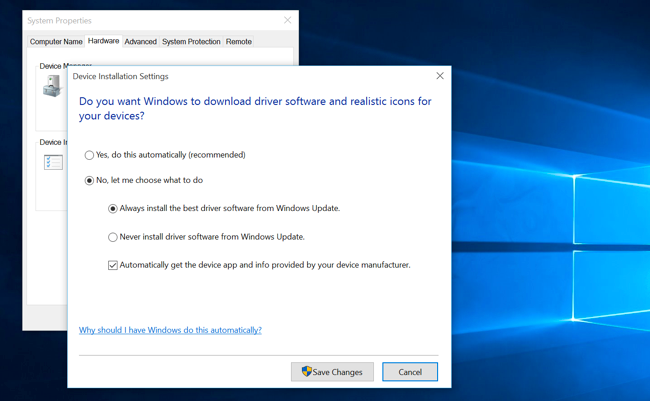 System Properties
Computer Name Hardware Advanced System Protection Remote
Device
Device Installation Settings
Do you want Windows to download driver software and realistic icons for
your devices?
Device
Yes, do this automatically (recommended)
No, let me choose what to do
Always install the best driver software from Windows Update.
Never install driver software from Windows Update.
Automatically get the device app and info provided by your device manufacturer.
Why should I have Windows do this automatically?
Save Changes Cancel